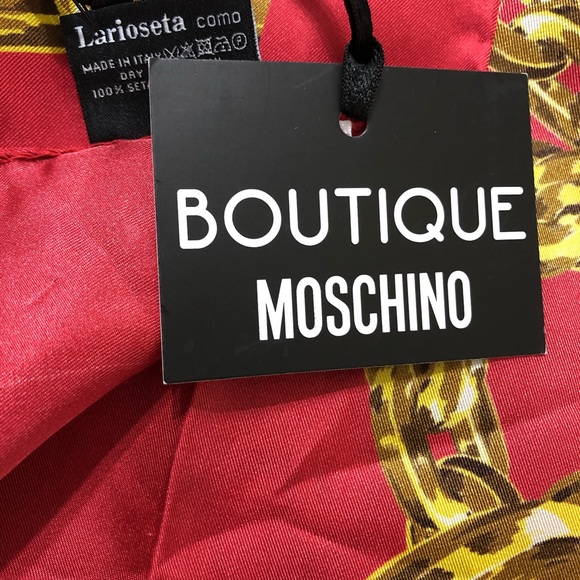 Larioseta como
MADE IN ITALY
DRY
100% SETA
BOUTIQUE
MOSCHINO